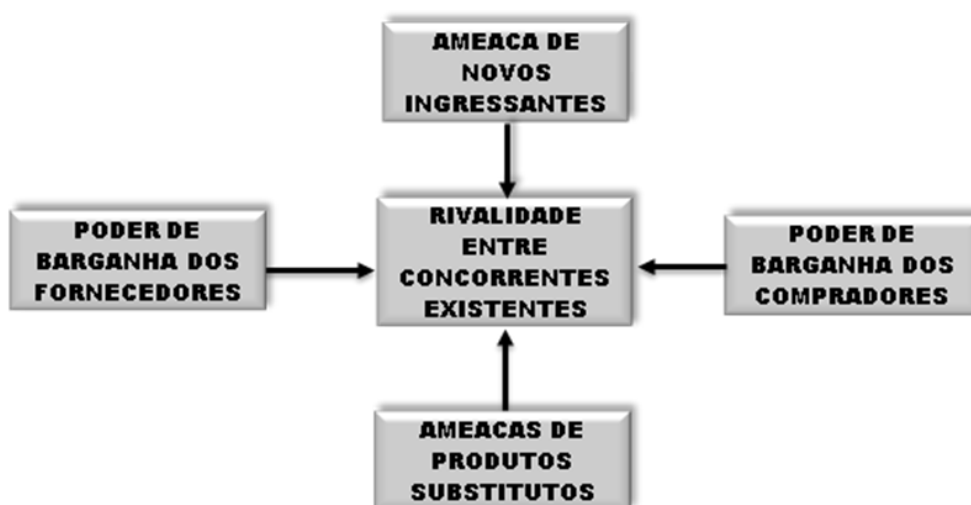 AMEACA DE
NOVOS
INGRESSANTES
PODER DE
BARGANHA DOS
FORNECEDORES
RIVALIDADE
ENTRE
CONCORRENTES
EXISTENTES
PODER DE
BARGANHA DOS
COMPRADORES
AMEACAS DE
PRODUTOS
SUBSTITUTOS